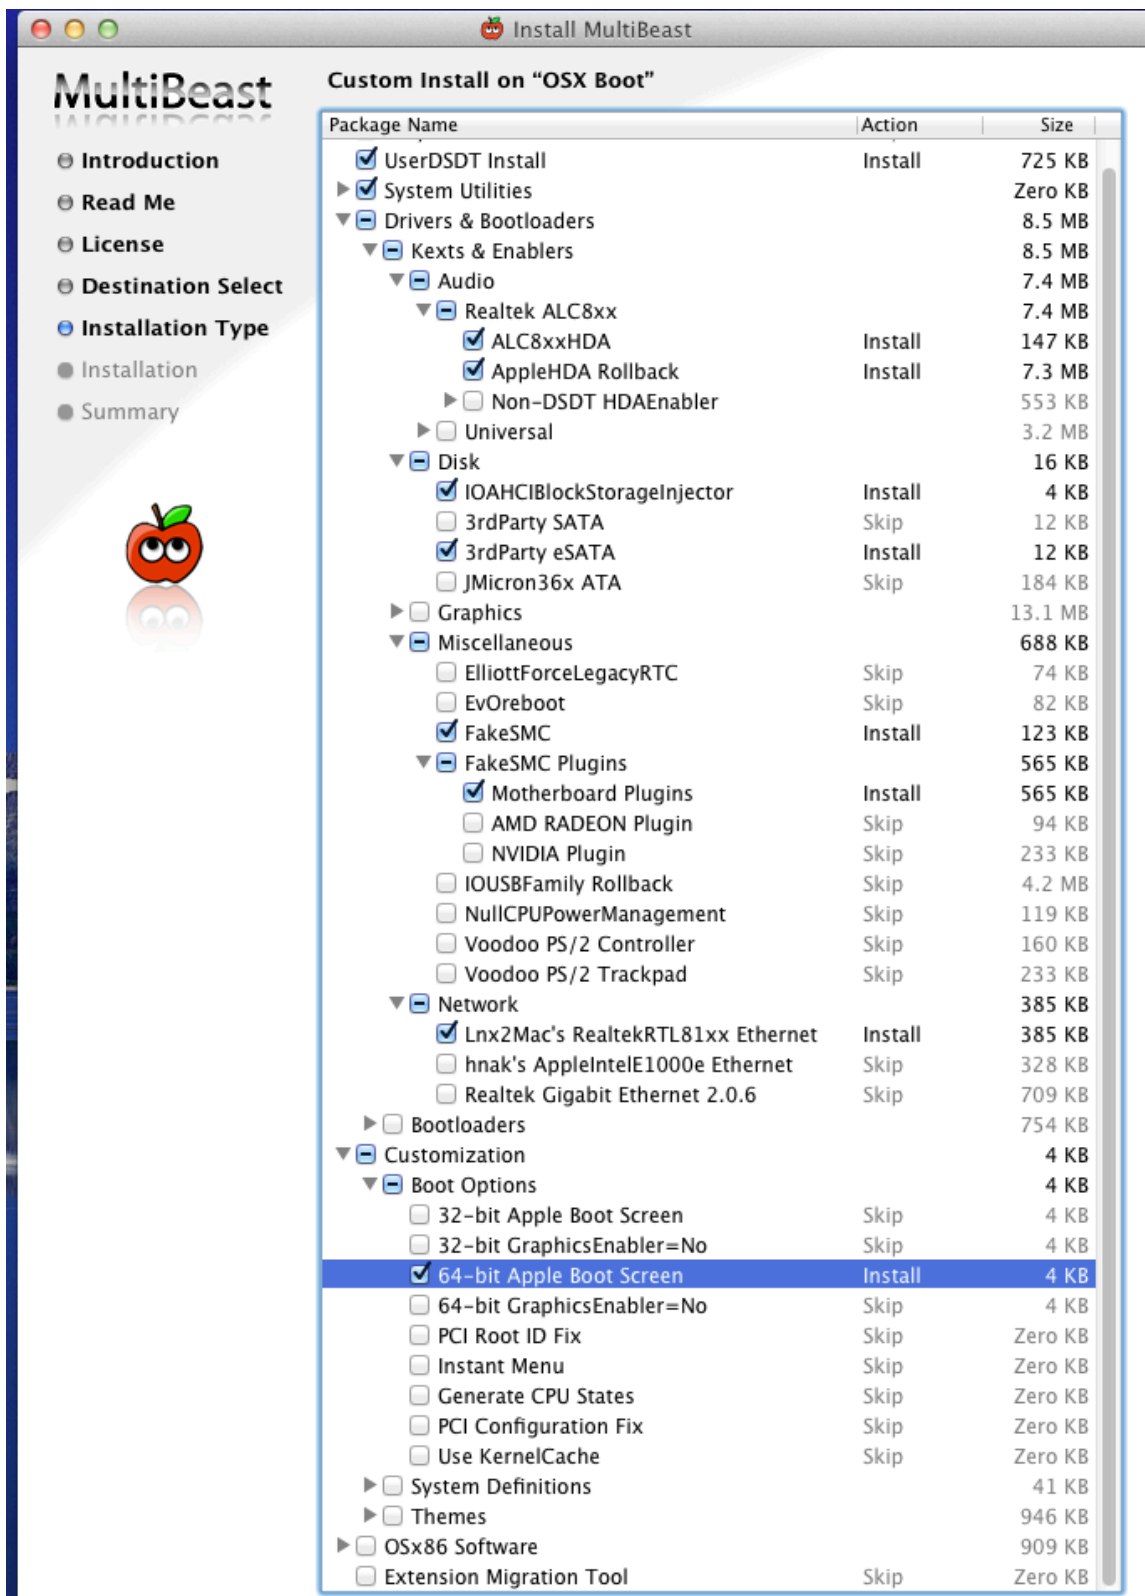 Install MultiBeast
MultiBeast
Custom Install on “OSX Boot”
Introduction
Read Me
License
Destination Select
Installation Type
Installation
Summary
Package Name Action Size
UserDSDT Install Install 725 KB
System Utilities Zero KB
Drivers & Bootloaders 8.5 MB
Kexts & Enablers 8.5 MB
Audio 7.4 MB
Realtek ALC8xx 7.4 MB
ALC8xxHDA Install 147 KB
AppleHDA Rollback Install 7.3 MB
Non-DSDT HDAEnabler 553 KB
Universal 3.2 MB
Disk 16 KB
IOAHCIBlockStorageInjector Install 4 KB
3rdParty SATA Skip 12 KB
3rdParty eSATA Install 12 KB
JMicron36x ATA Skip 184 KB
Graphics 13.1 MB
Miscellaneous 688 KB
ElliottForceLegacyRTC Skip 74 KB
EvOreboot Skip 82 KB
FakeSMC Install 123 KB
FakeSMC Plugins 565 KB
Motherboard Plugins Install 565 KB
AMD RADEON Plugin Skip 94 KB
NVIDIA Plugin Skip 233 KB
IOUSBFamily Rollback Skip 4.2 MB
NullCPUPowerManagement Skip 119 KB
Voodoo PS/2 Controller Skip 160 KB
Voodoo PS/2 Trackpad Skip 233 KB
Network 385 KB
Lnx2Mac's RealtekRTL81xx Ethernet Install 385 KB
hnak's AppleIntelE1000e Ethernet Skip 328 KB
Realtek Gigabit Ethernet 2.0.6 Skip 709 KB
Bootloaders 754 KB
Customization 4 KB
Boot Options 4 KB
32-bit Apple Boot Screen Skip 4 KB
32-bit GraphicsEnabler=No Skip 4 KB
64-bit Apple Boot Screen Install 4 KB
64-bit GraphicsEnabler=No Skip 4 KB
PCI Root ID Fix Skip Zero KB
Instant Menu Skip Zero KB
Generate CPU States Skip Zero KB
PCI Configuration Fix Skip Zero KB
Use KernelCache Skip Zero KB
System Definitions 41 KB
Themes 946 KB
OSx86 Software 909 KB
Extension Migration Tool Skip Zero KB